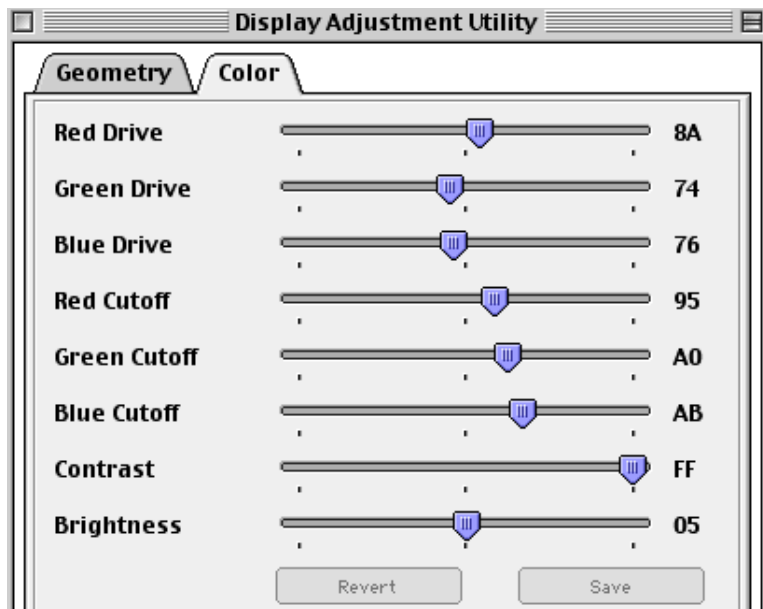 Display Adjustment Utility
Geometry Color
Red Drive 8A
Green Drive 74
Blue Drive 76
Red Cutoff 95
Green Cutoff A0
Blue Cutoff AB
Contrast FF
Brightness 05
Revert Save